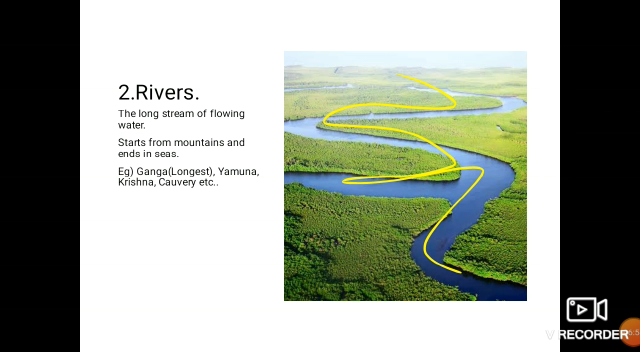 2.Rivers.
The long stream of flowing
water.
Starts from mountains and
ends in seas.
Eg) Ganga(Longest), Yamuna,
Krishna, Cauvery etc..
V RECORDER